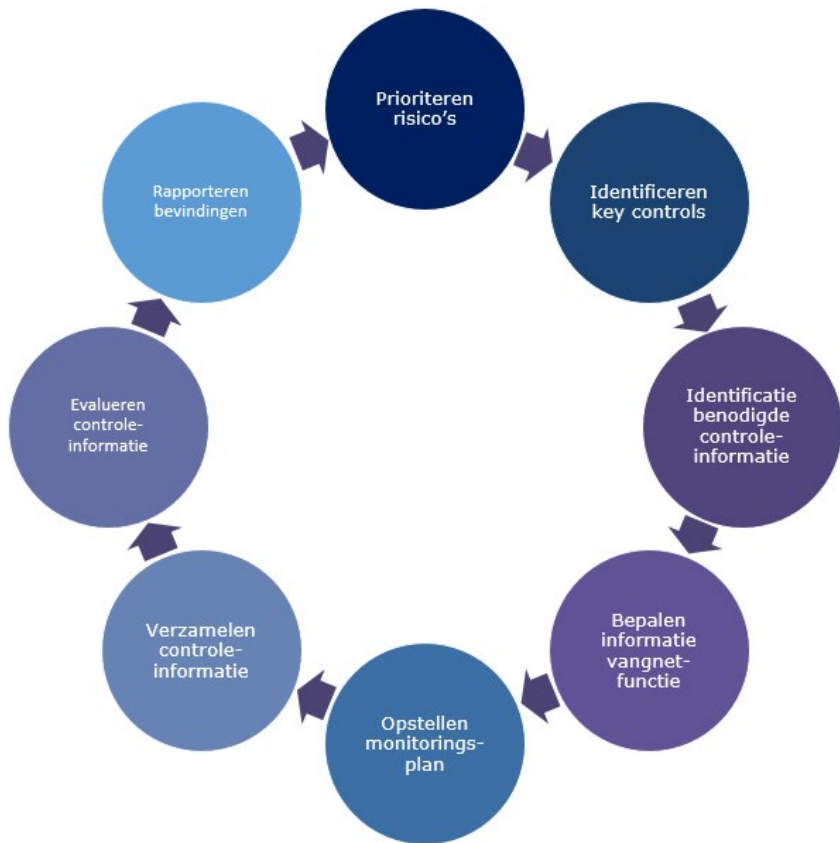 Prioriteren
risico's
Identificeren
key controls
Identificatie
benodigde
controle-
informatie
Bepalen
informatie
vangnet-
functie
Opstellen
monitorings-
plan
Verzamelen
controle-
informatie
Evalueren
controle-
informatie
Rapporteren
bevindingen